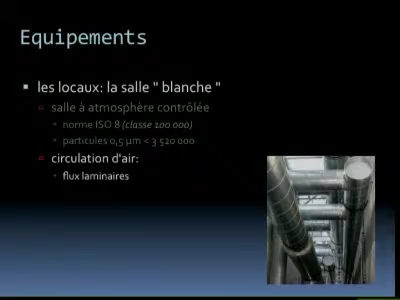 Equipements
les locaux: la salle " blanche "
salle à atmosphère contrôlée
norme ISO 8 (classe 100 000)
particules 0,5 µm < 3 520 000
circulation d'air:
flux laminaires